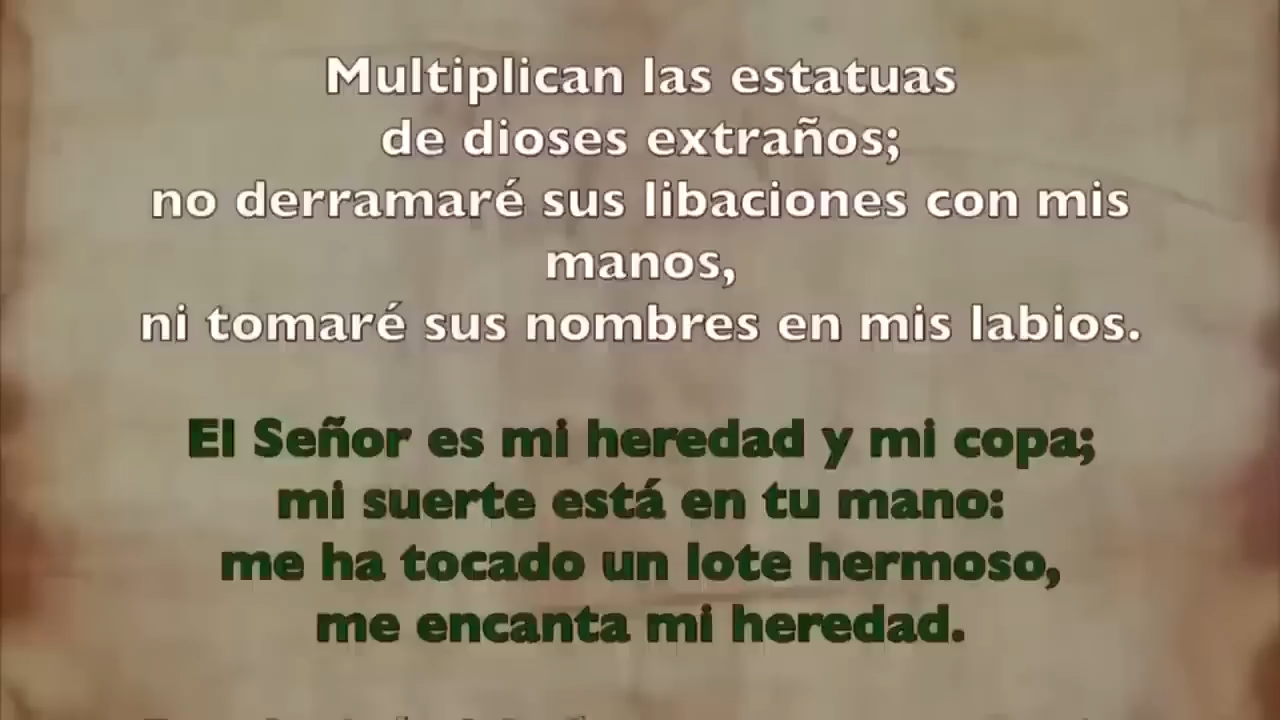 Multiplican las estatuas
de dioses extraños;
no derramaré sus libaciones con mis
manos,
ni tomaré sus nombres en mis labios.
El Señor es mi heredad y mi copa;
mi suerte está en tu mano:
me ha tocado un lote hermoso,
me encanta mi heredad.